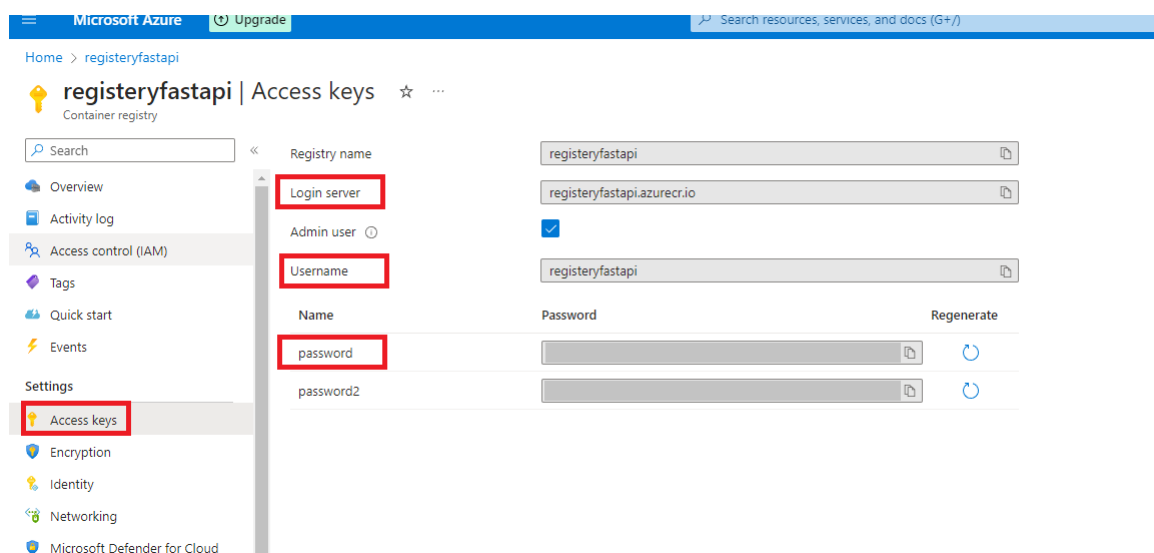 Microsoft Azure
Upgrade
Search resources, services, and docs (G+/)
Home > registeryfastapi
registeryfastapi | Access keys
Container registry
Search
«
Overview
Activity log
Access control (IAM)
Tags
Quick start
Events
Settings
Access keys
Encryption
Identity
Networking
Microsoft Defender for Cloud
Registry name registeryfastapi
Login server registeryfastapi.azurecr.io
Admin user
Username registeryfastapi
Name Password Regenerate
password
password2